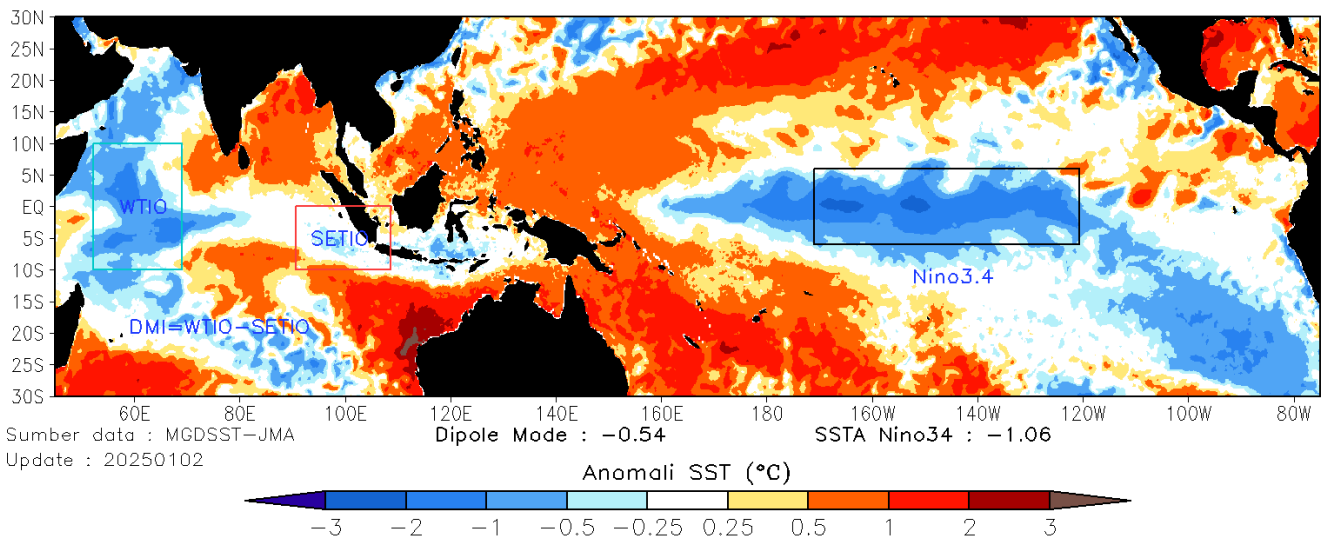 30N
25N
20N
15N
10N
5N
EQ
5S
10S
15S
20S
25S
30S
WTIO
SETIO
Nino3.4
DMI=WTIO-SETIO
60E 80E 100E 120E 140E 160E 180 160W 140W 120W 100W 80W
Sumber data : MGDSST-JMA Dipole Mode : -0.54 SSTA Nino34 : -1.06
Update : 20250102
Anomali SST (°C)
-3 -2 -1 -0.5 -0.25 0.25 0.5 1 2 3